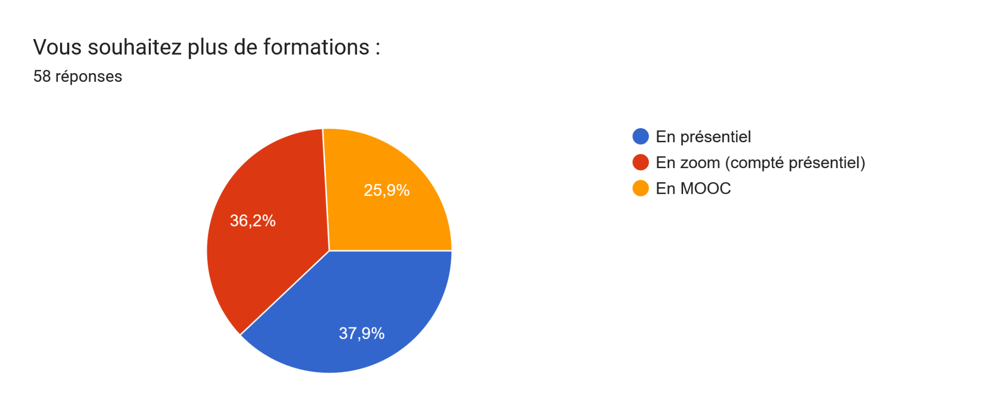 Vous souhaitez plus de formations :
58 réponses
En présentiel
En zoom (compté présentiel)
En MOOC
25,9%
36,2%
37,9%